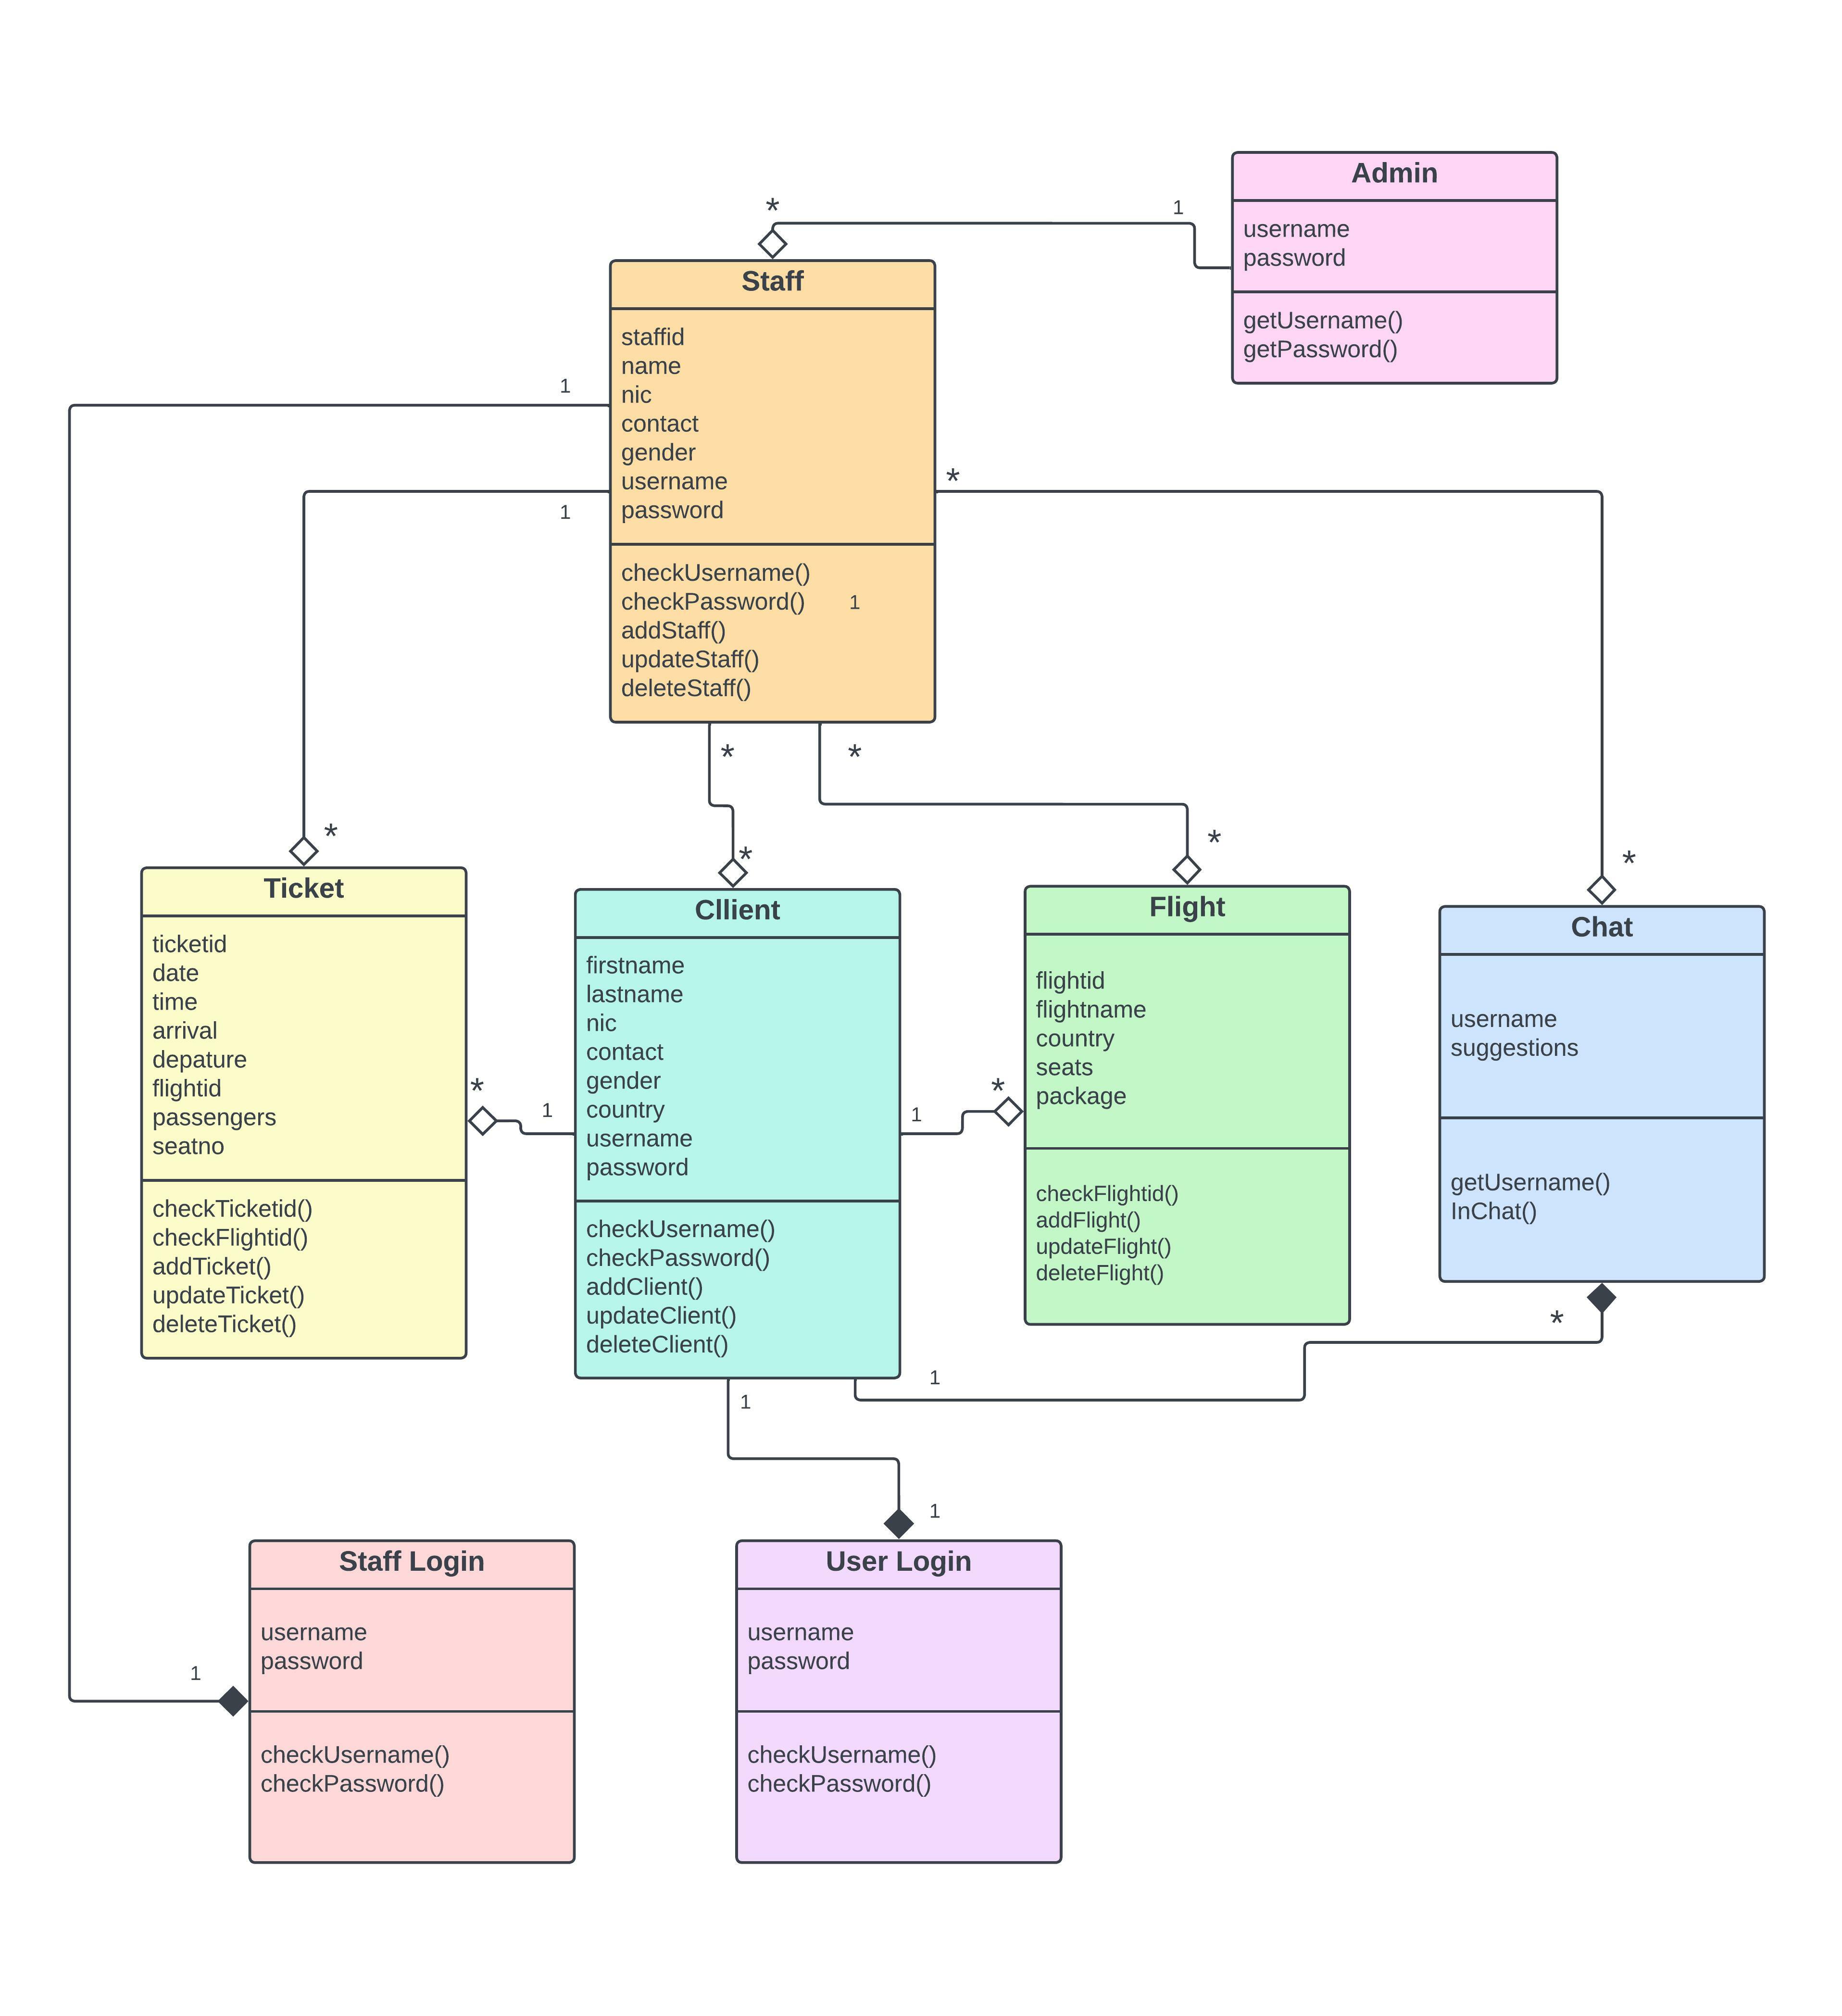 Admin
username
password
getUsername()
getPassword()
*
1
Staff
staffid
name
nic
contact
gender
username
password
checkUsername()
checkPassword()
1
addStaff()
updateStaff()
deleteStaff()
1
1
*
*
*
*
*
*
*
Ticket
ticketid
date
time
arrival
depature
flightid
passengers
seatno
checkTicketid()
checkFlightid()
addTicket()
updateTicket()
deleteTicket()
*
1
Cllient
firstname
lastname
nic
contact
gender
country
username
password
checkUsername()
checkPassword()
addClient()
updateClient()
deleteClient()
1
*
Flight
flightid
flightname
country
seats
package
checkFlightid()
addFlight()
updateFlight()
deleteFlight()
Chat
username
suggestions
getUsername()
InChat()
*
1
1
1
1
Staff Login
username
password
checkUsername()
checkPassword()
User Login
username
password
checkUsername()
checkPassword()